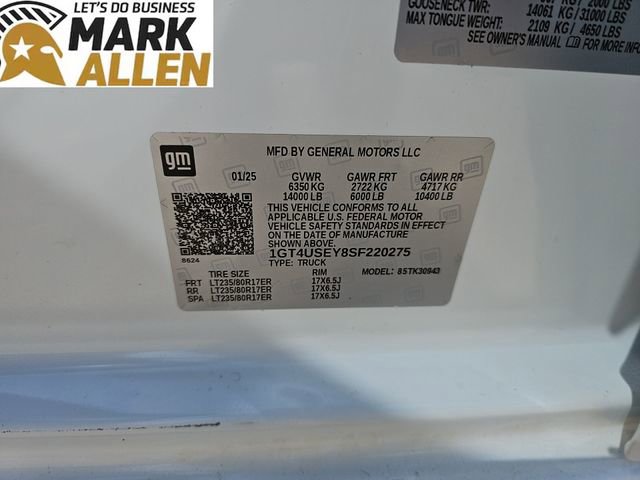 LET'S DO BUSINESS
MARK
ALLEN
GOOSENECK TWR: 14061 KG/31000 LBS
MAX TONGUE WEIGHT: 2109 KG/ 4650 LBS
SEE OWNER'S MANUAL FOR MORE INFO
gm
MFD BY GENERAL MOTORS LLC
01/25 GVWR GAWR FRT GAWR RR
6350 KG 2722 KG 4717 KG
14000 LB 6000 LB 10400 LB
THIS VEHICLE CONFORMS TO ALL
APPLICABLE U.S. FEDERAL MOTOR
VEHICLE SAFETY STANDARDS IN EFFECT
ON THE DATE OF MANUFACTURE
SHOWN ABOVE.
1GT4USEY8SF220275
8624
TYPE: TRUCK
TIRE SIZE RIM MODEL: 85TK30943
FRT LT235/80R17ER 17X6.5J
RR LT235/80R17ER 17X6.5J
SPA LT235/80R17ER 17X6.5J